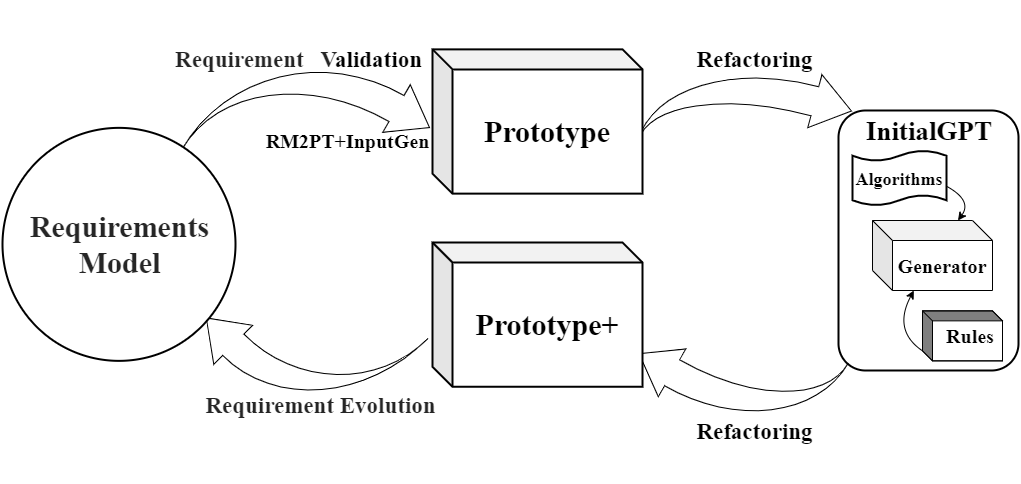 Requirement Validation
RM2PT+InputGen
Prototype
Refactoring
InitialGPT
Algorithms
Generator
Rules
Requirements
Model
Prototype+
Requirement Evolution
Refactoring